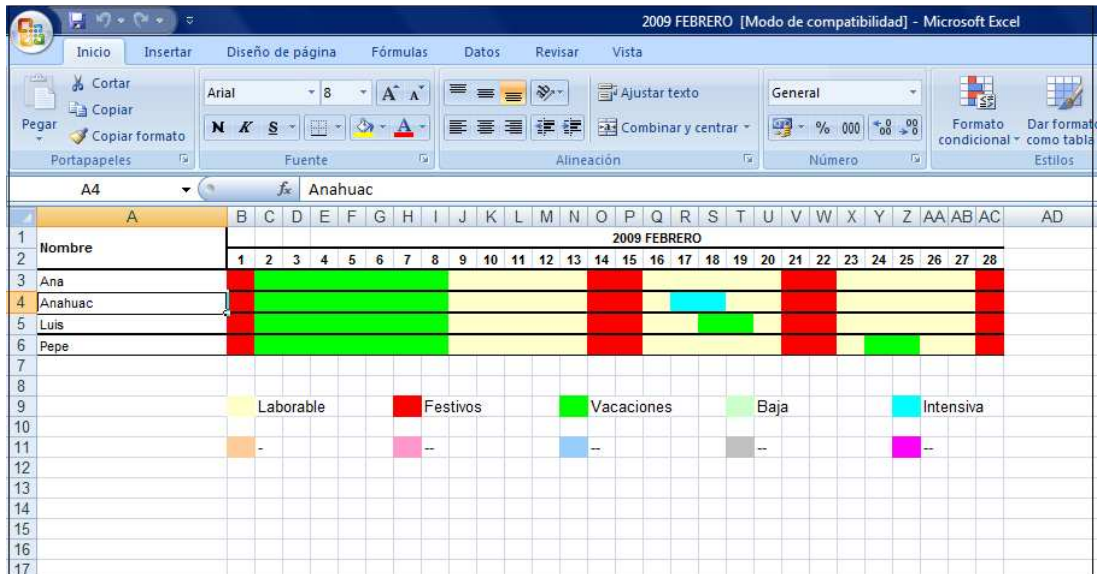 2009 FEBRERO [Modo de compatibilidad] - Microsoft Excel
Inicio Insertar Diseño de página Fórmulas Datos Revisar Vista
Cortar
Copiar
Copiar formato
Pegar
Portapapeles
Arial 8 A A
N K S A
Fuente
Ajustar texto
Combinar y centrar
Alineación
General
% 000 ,0 ,00 ,00 ,0
Número
Formato condicional
Dar formato como tabla
Estilos
A4 fx Anahuac
A B C D E F G H I J K L M N O P Q R S T U V W X Y Z AA AB AC AD
1 Nombre 2009 FEBRERO
2 1 2 3 4 5 6 7 8 9 10 11 12 13 14 15 16 17 18 19 20 21 22 23 24 25 26 27 28
3 Ana
4 Anahuac
5 Luis
6 Pepe
7
8
9 Laborable Festivos Vacaciones Baja Intensiva
10
11 - -- -- -- --
12
13
14
15
16
17